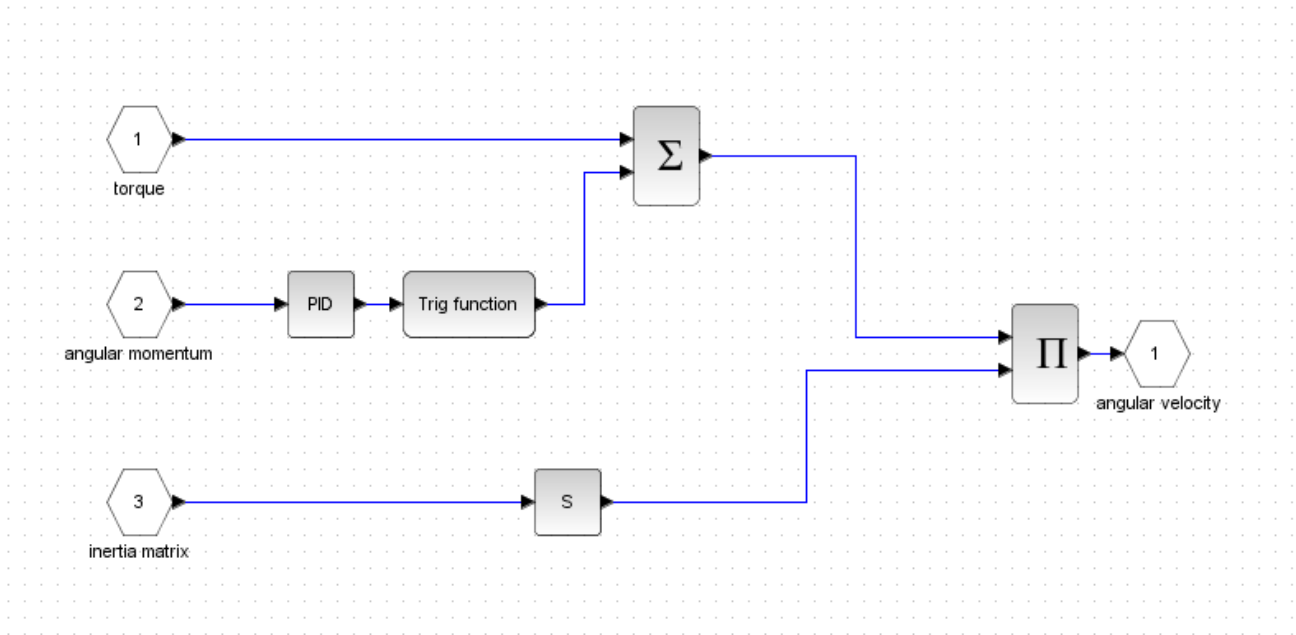 1
torque
Σ
2
angular momentum
PID
Trig function
Π
1
angular velocity
3
inertia matrix
S